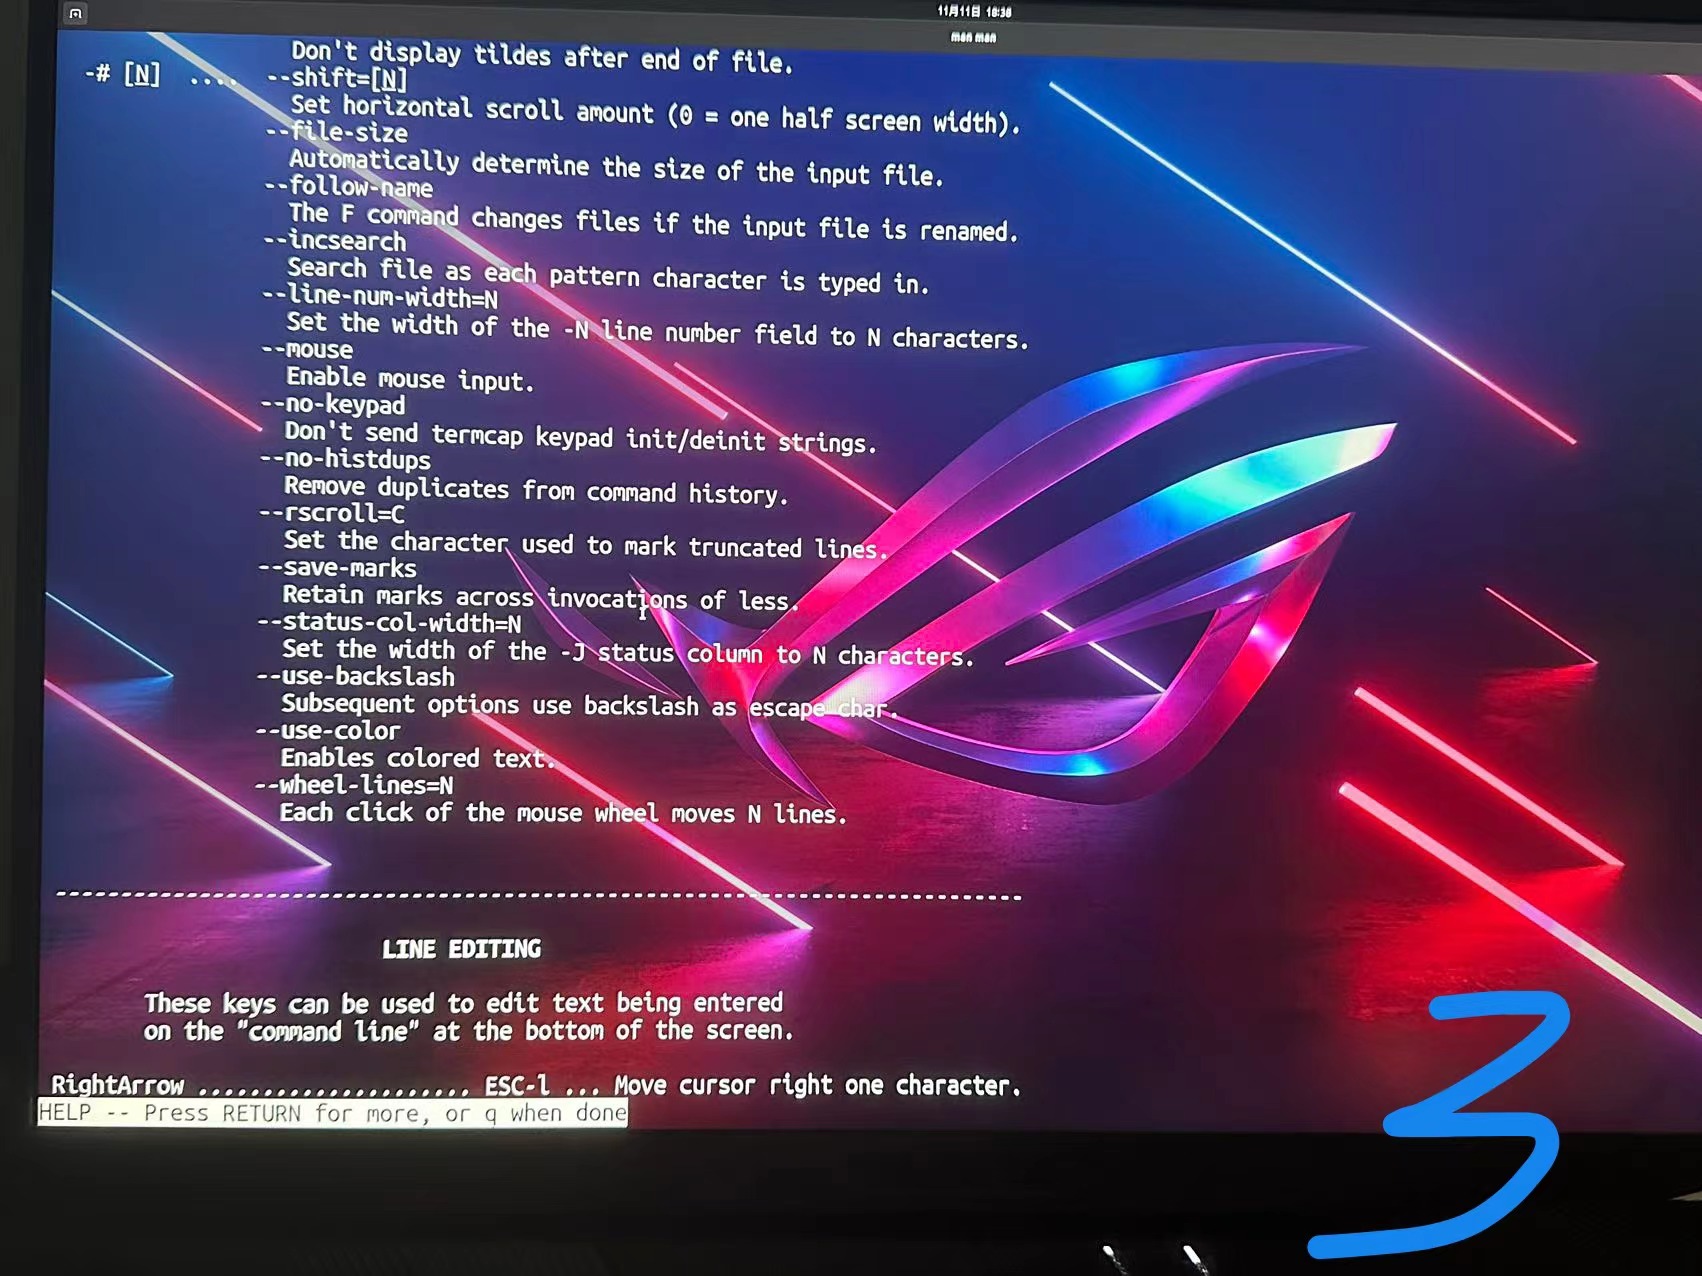 11月11日 18:36
man man
Don't display tildes after end of file.
-# [N] .... --shift=[N]
Set horizontal scroll amount (0 = one half screen width).
--file-size
Automatically determine the size of the input file.
--follow-name
The F command changes files if the input file is renamed.
--incsearch
Search file as each pattern character is typed in.
--line-num-width=N
Set the width of the -N line number field to N characters.
--mouse
Enable mouse input.
--no-keypad
Don't send termcap keypad init/deinit strings.
--no-histdups
Remove duplicates from command history.
--rscroll=C
Set the character used to mark truncated lines.
--save-marks
Retain marks across invocations of less.
--status-col-width=N
Set the width of the -J status column to N characters.
--use-backslash
Subsequent options use backslash as escape char.
--use-color
Enables colored text.
--wheel-lines=N
Each click of the mouse wheel moves N lines.
---------------------------------------------------------------------------
LINE EDITING
These keys can be used to edit text being entered
on the "command line" at the bottom of the screen.
RightArrow ..................... ESC-l ... Move cursor right one character.
HELP -- Press RETURN for more, or q when done
3